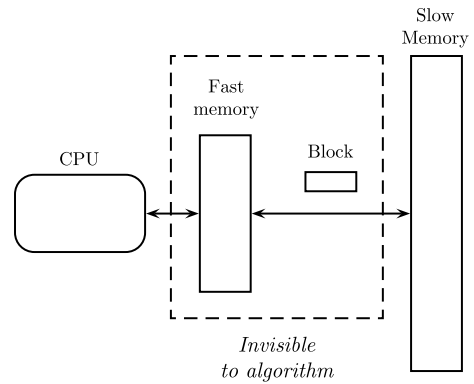 Slow
Memory
Fast
memory
Block
CPU
Invisible
to algorithm